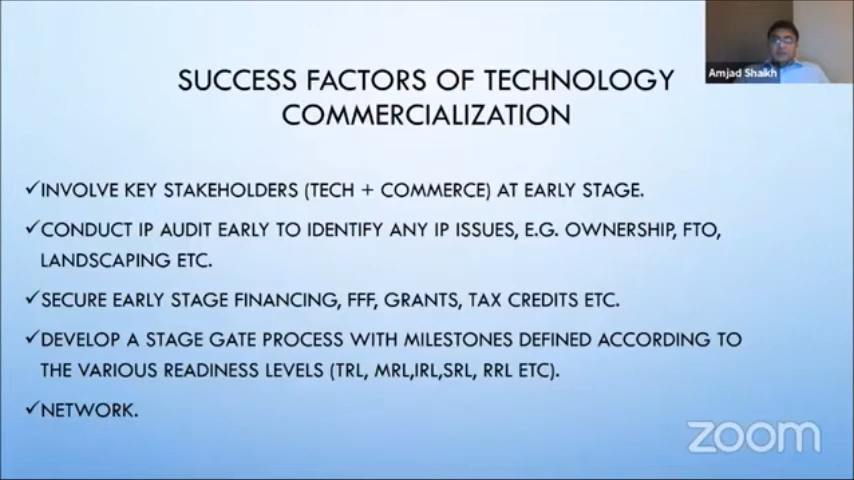 Amjad Shaikh
SUCCESS FACTORS OF TECHNOLOGY
COMMERCIALIZATION
✓INVOLVE KEY STAKEHOLDERS (TECH + COMMERCE) AT EARLY STAGE.
✓CONDUCT IP AUDIT EARLY TO IDENTIFY ANY IP ISSUES, E.G. OWNERSHIP, FTO,
LANDSCAPING ETC.
✓SECURE EARLY STAGE FINANCING, FFF, GRANTS, TAX CREDITS ETC.
✓DEVELOP A STAGE GATE PROCESS WITH MILESTONES DEFINED ACCORDING TO
THE VARIOUS READINESS LEVELS (TRL, MRL,IRL,SRL, RRL ETC).
✓NETWORK.
zoom